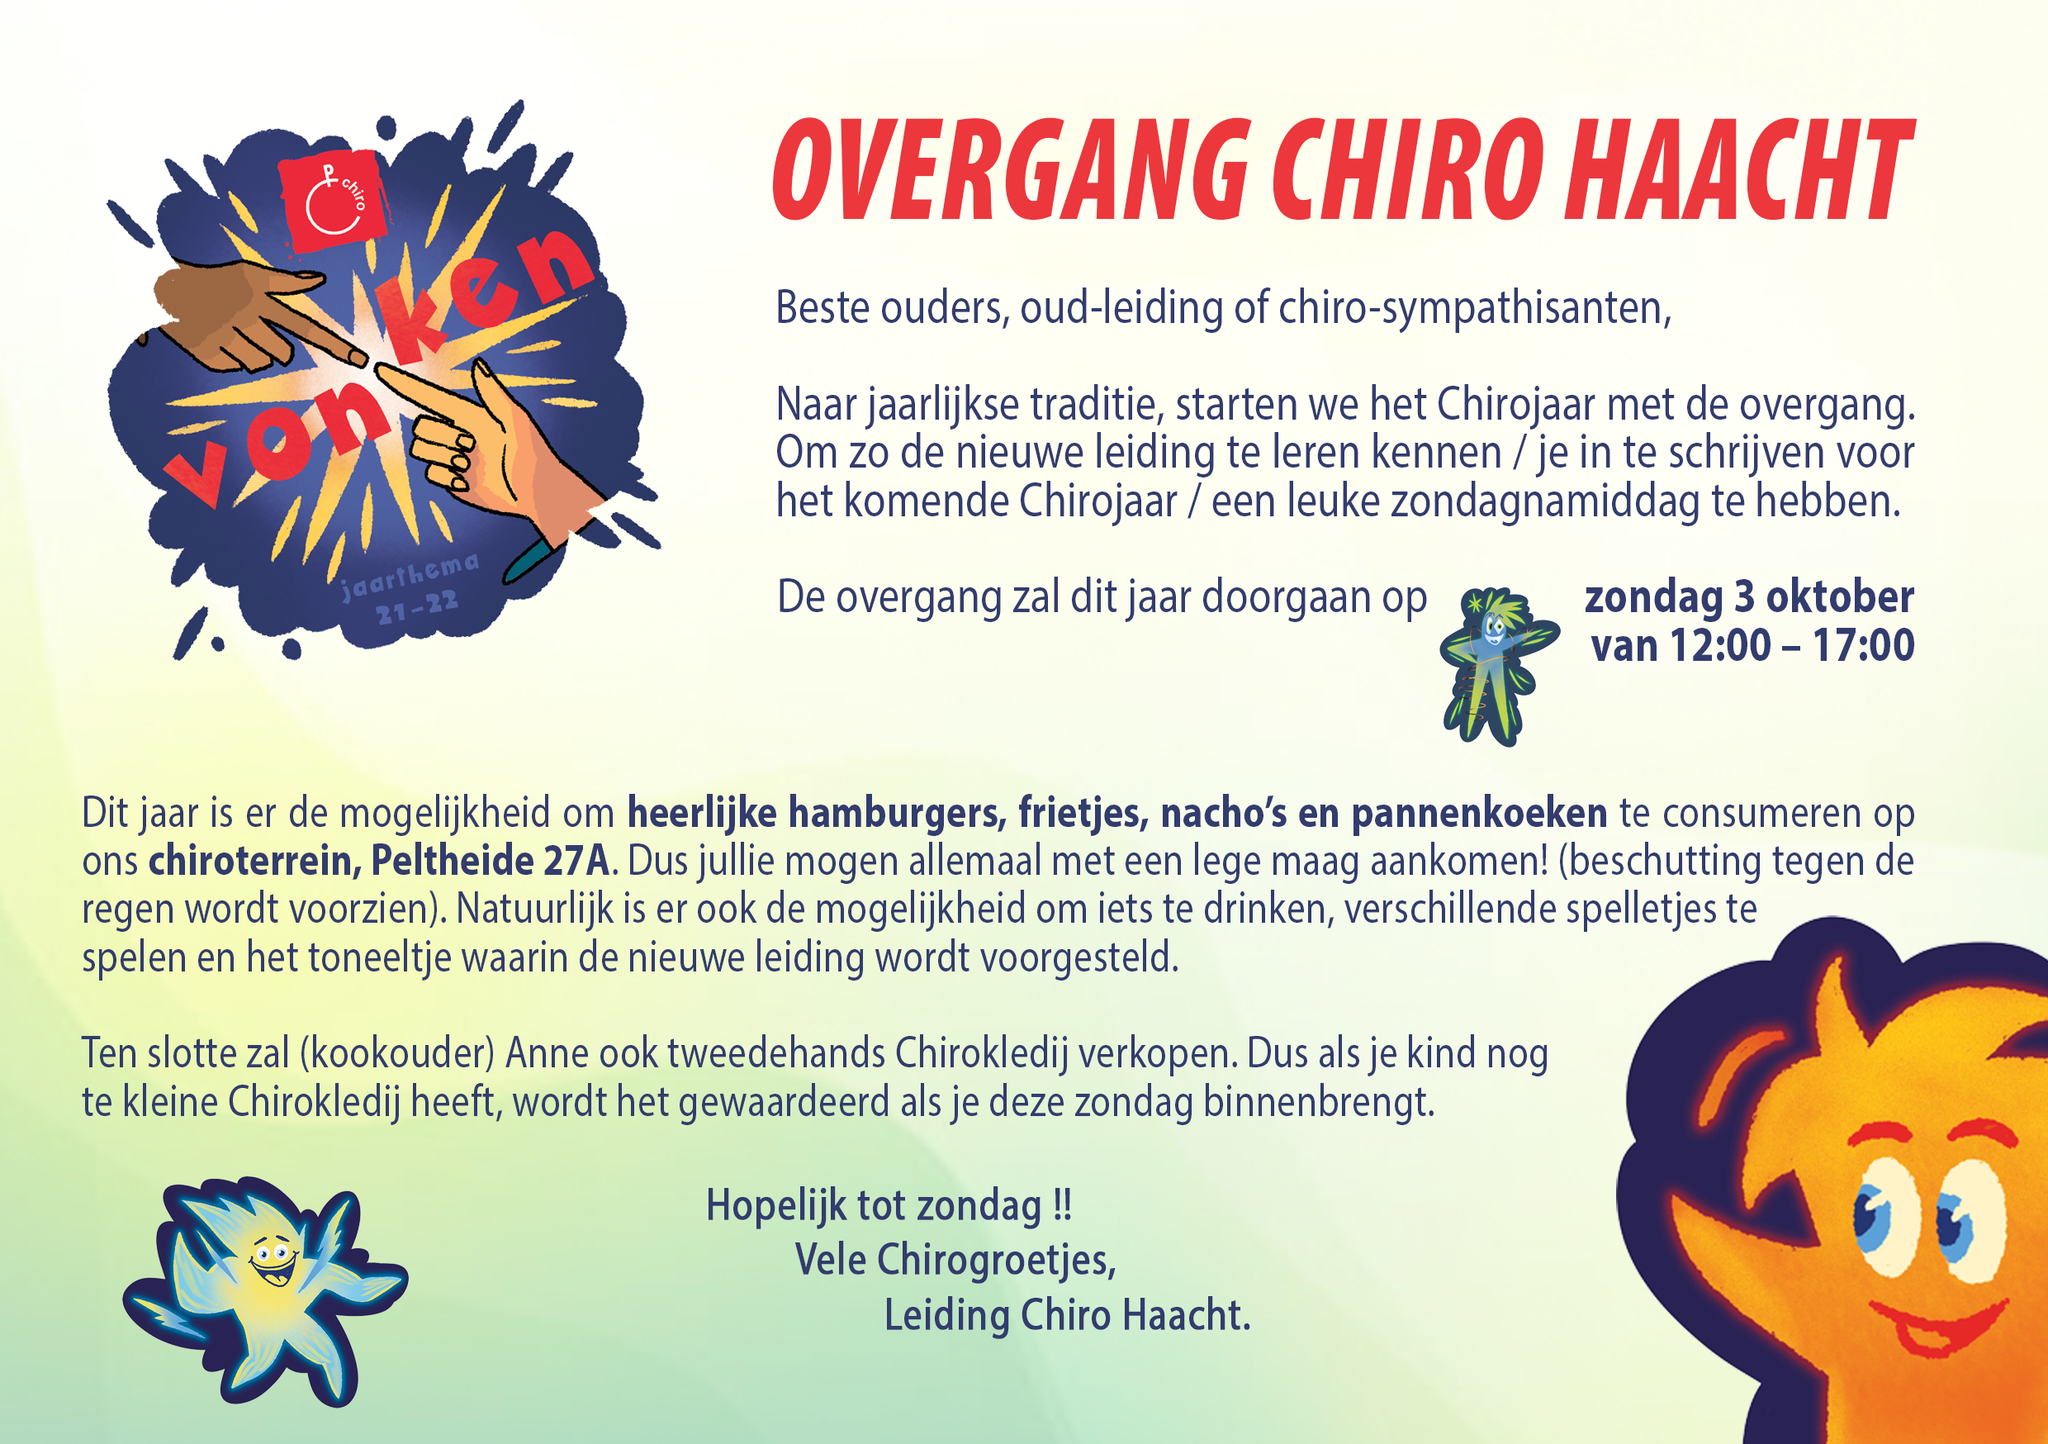 OVERGANG CHIRO HAACHT
chiro
vonken
jaarthema
21-22
Beste ouders, oud-leiding of chiro-sympathisanten,
Naar jaarlijkse traditie, starten we het Chirojaar met de overgang.
Om zo de nieuwe leiding te leren kennen / je in te schrijven voor
het komende Chirojaar / een leuke zondagnamiddag te hebben.
De overgang zal dit jaar doorgaan op zondag 3 oktober
van 12:00 – 17:00
Dit jaar is er de mogelijkheid om heerlijke hamburgers, frietjes, nacho's en pannenkoeken te consumeren op
ons chiroterrein, Peltheide 27A. Dus jullie mogen allemaal met een lege maag aankomen! (beschutting tegen de
regen wordt voorzien). Natuurlijk is er ook de mogelijkheid om iets te drinken, verschillende spelletjes te
spelen en het toneeltje waarin de nieuwe leiding wordt voorgesteld.
Ten slotte zal (kookouder) Anne ook tweedehands Chirokledij verkopen. Dus als je kind nog
te kleine Chirokledij heeft, wordt het gewaardeerd als je deze zondag binnenbrengt.
Hopelijk tot zondag !!
Vele Chirogroetjes,
Leiding Chiro Haacht.